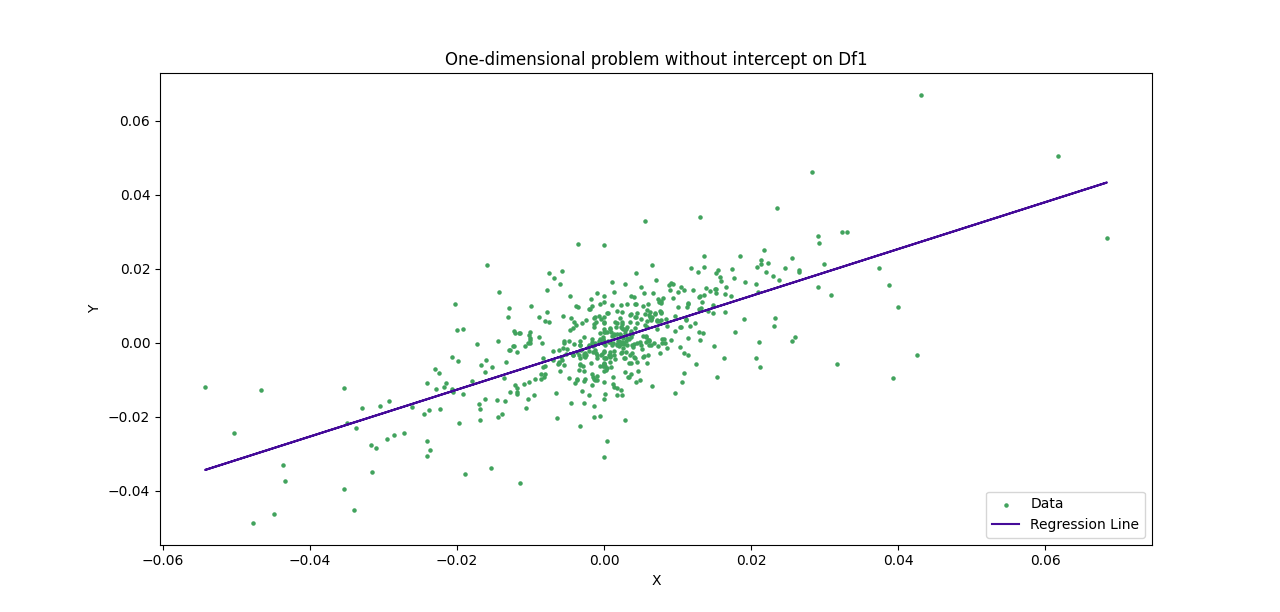 One-dimensional problem without intercept on Df1
Y
0.06
0.04
0.02
0.00
−0.02
−0.04
−0.06
−0.04
−0.02
0.00
0.02
0.04
0.06
X
Data
Regression Line